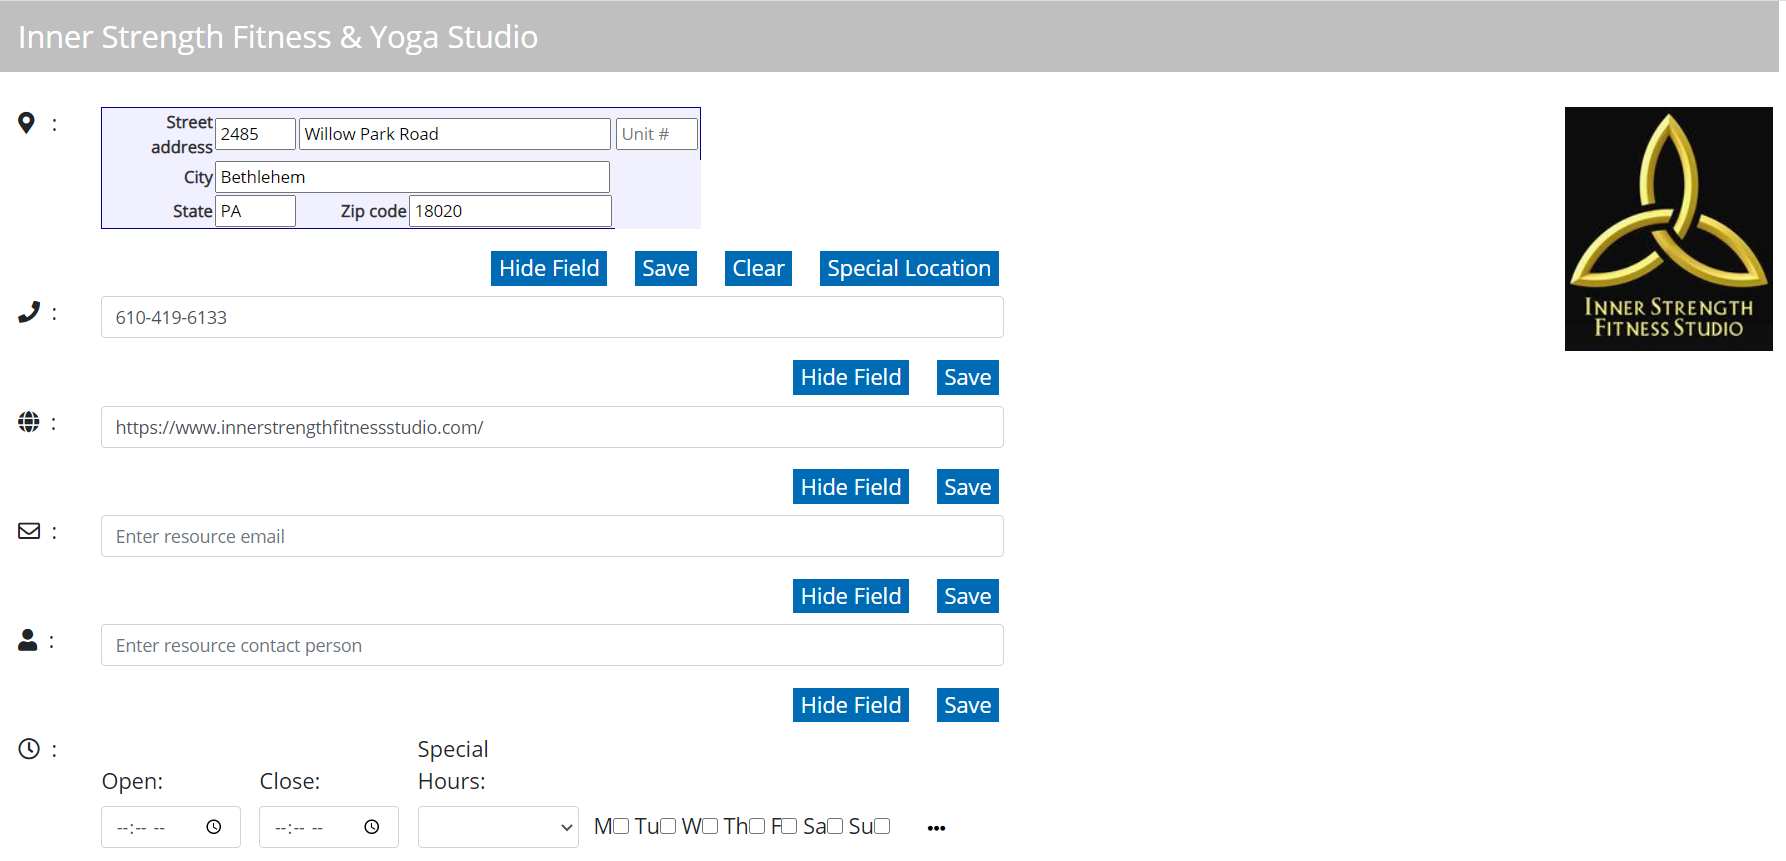 Inner Strength Fitness & Yoga Studio
:
Street address 2485 Willow Park Road Unit #
City Bethlehem
State PA Zip code 18020
Hide Field Save Clear Special Location
: 610-419-6133
Hide Field Save
: https://www.innerstrengthfitnessstudio.com/
Hide Field Save
: Enter resource email
Hide Field Save
: Enter resource contact person
Hide Field Save
:
Open: Close: Special Hours:
--:-- -- --:-- -- M Tu W Th F Sa Su •••
INNER STRENGTH
FITNESS STUDIO